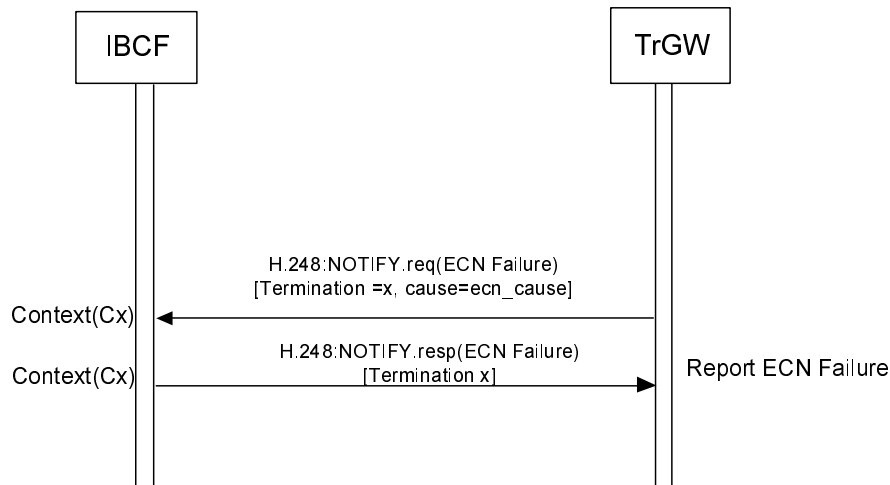 IBCF
TrGW
H.248:NOTIFY.req(ECN Failure)
[Termination =x, cause=ecn_cause]
Context(Cx)
H.248:NOTIFY.resp(ECN Failure)
[Termination x]
Context(Cx)
Report ECN Failure